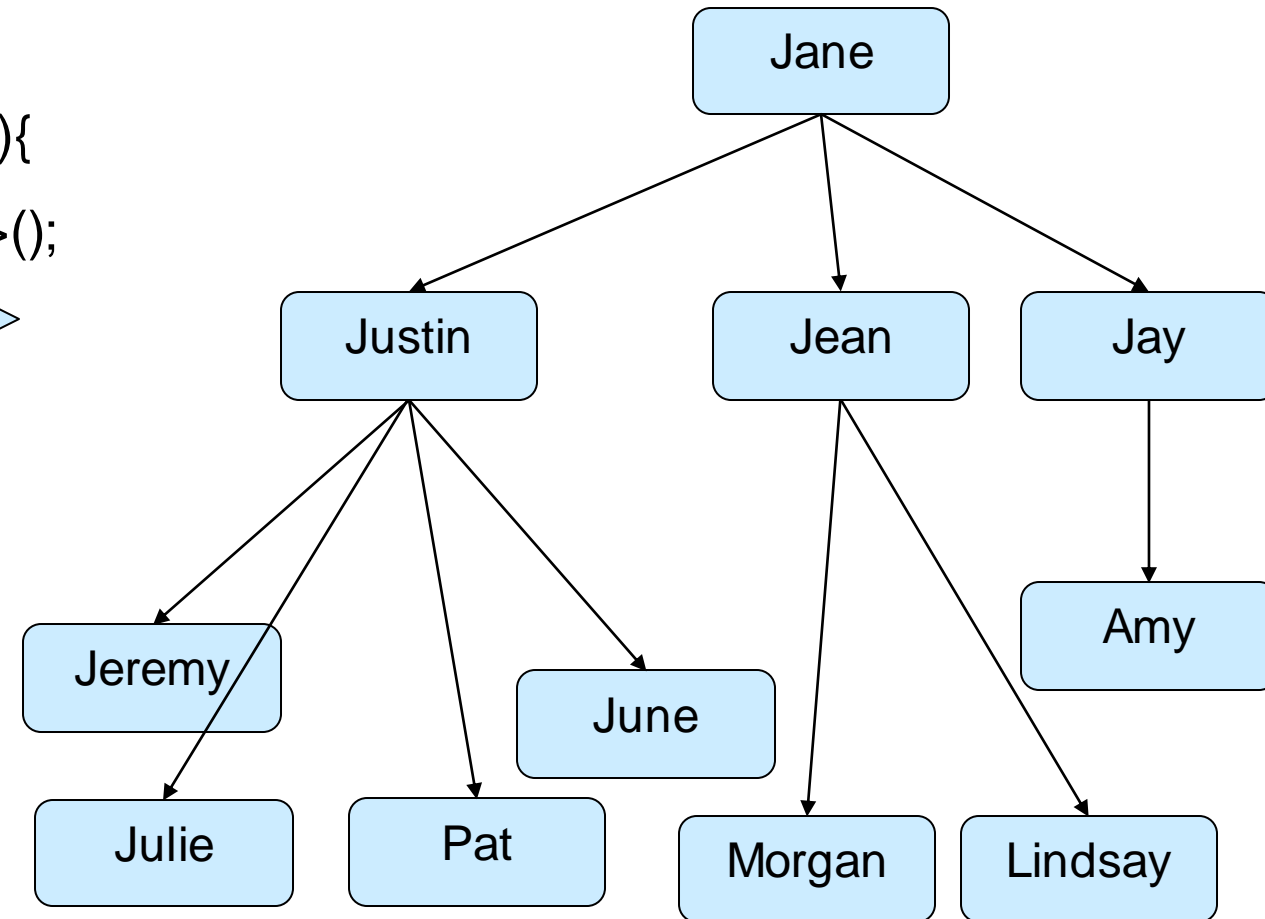 Jane
){
>();
Justin
Jean
Jay
Jeremy
June
Amy
Julie
Pat
Morgan
Lindsay